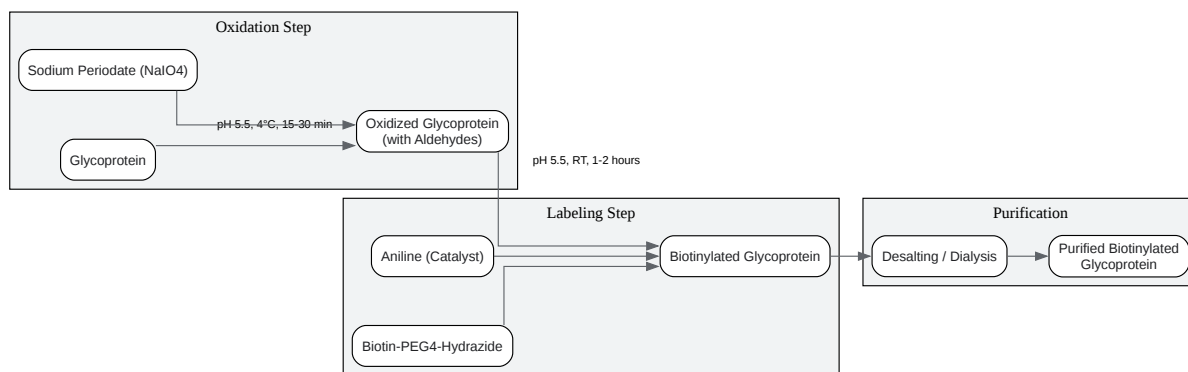 Oxidation Step
Sodium Periodate (NaIO4)
pH 5.5, 4°C, 15-30 min
Oxidized Glycoprotein
(with Aldehydes)
Glycoprotein
pH 5.5, RT, 1-2 hours
Labeling Step
Aniline (Catalyst)
Biotinylated Glycoprotein
Biotin-PEG4-Hydrazide
Purification
Desalting / Dialysis
Purified Biotinylated
Glycoprotein